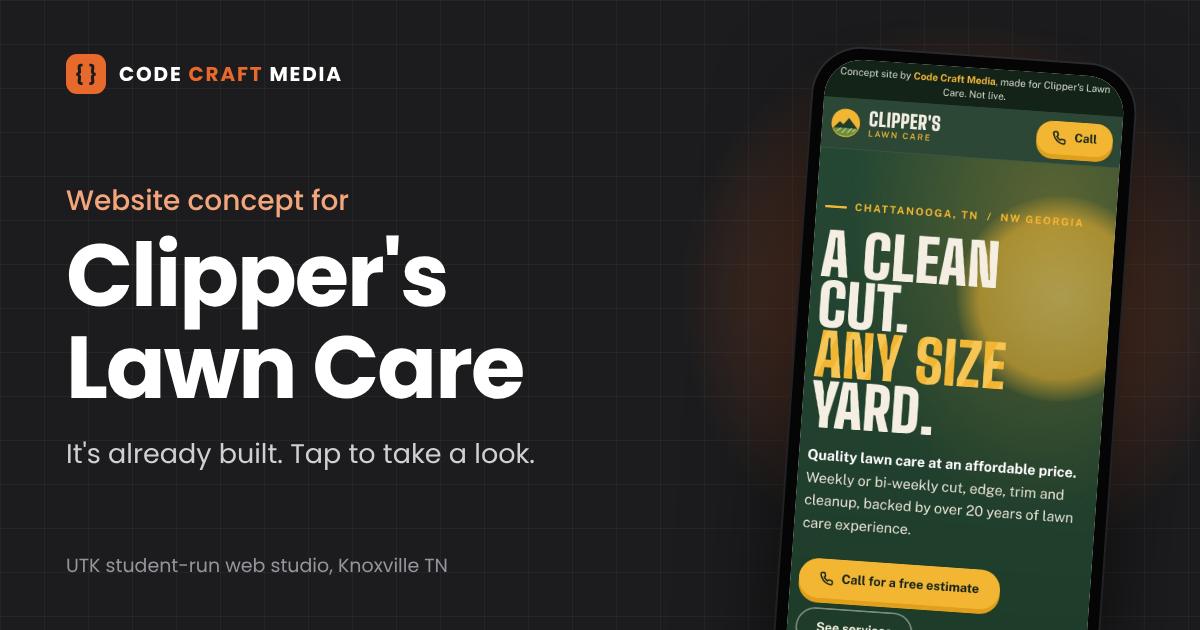 { } CODE CRAFT MEDIA
Website concept for
Clipper's
Lawn Care
It's already built. Tap to take a look.
UTK student-run web studio, Knoxville TN
Concept site by Code Craft Media, made for Clipper's Lawn
Care. Not live.
CLIPPER'S
LAWN CARE
Call
CHATTANOOGA, TN / NW GEORGIA
A CLEAN
CUT.
ANY SIZE
YARD.
Quality lawn care at an affordable price.
Weekly or bi-weekly cut, edge, trim and
cleanup, backed by over 20 years of lawn
care experience.
Call for a free estimate
See services